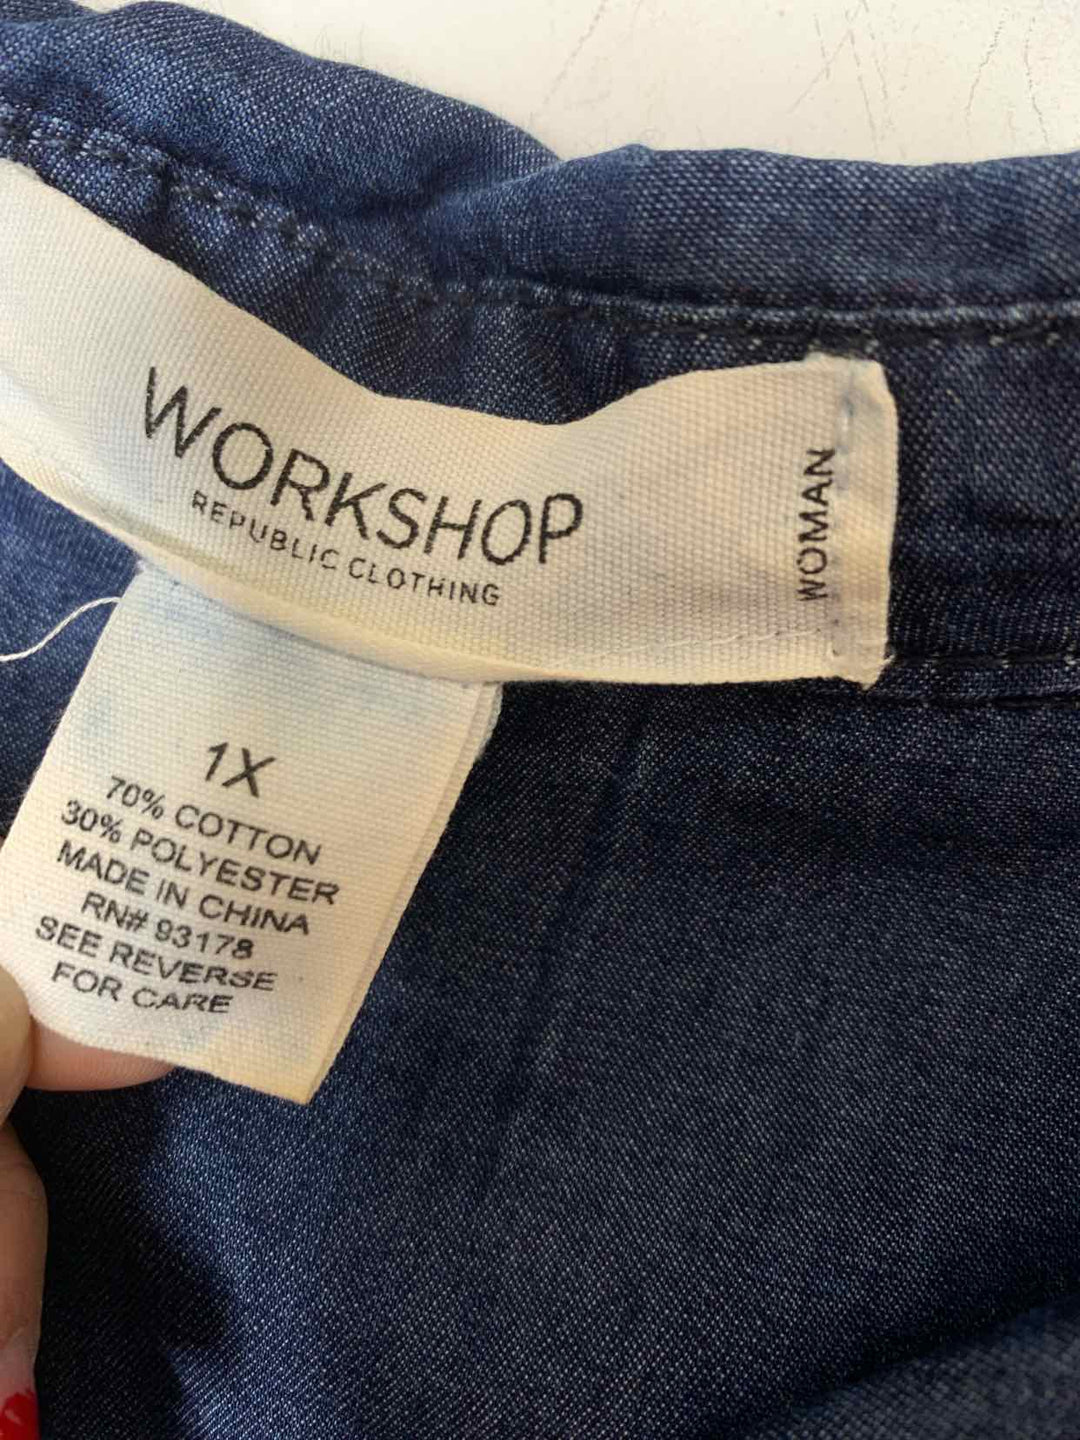 WORKSHOP
REPUBLIC CLOTHING
WOMAN
1X
70% COTTON
30% POLYESTER
MADE IN CHINA
RN# 93178
SEE REVERSE
FOR CARE